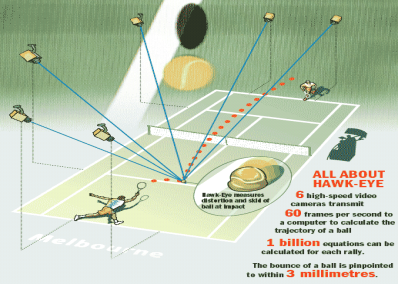 Hawk-Eye measures
distortion and skid of
ball at impact
Melbourne
ALL ABOUT
HAWK-EYE
6 high-speed video
cameras transmit
60 frames per second to
a computer to calculate the
trajectory of a ball
1 billion equations can be
calculated for each rally.
The bounce of a ball is pinpointed
to within 3 millimetres.